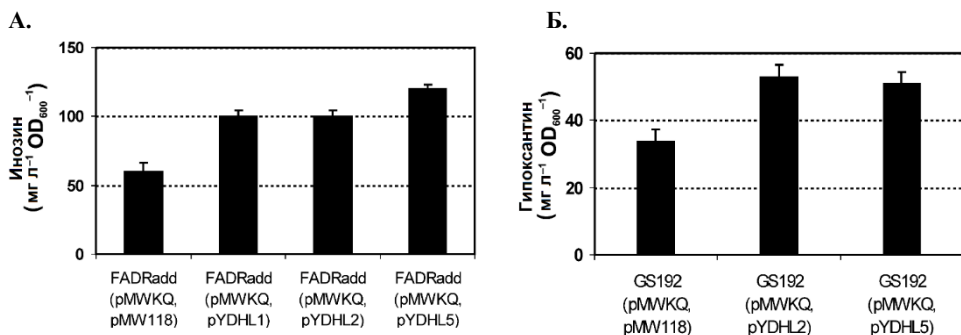 А.
Инозин
(мг л⁻¹ OD₆₀₀⁻¹)
150
100
50
0
FADRadd
(pMWKQ,
pMW118)
FADRadd
(pMWKQ,
pYDHL1)
FADRadd
(pMWKQ,
pYDHL2)
FADRadd
(pMWKQ,
pYDHL5)
Б.
Гипоксантин
(мг л⁻¹ OD₆₀₀⁻¹)
60
40
20
0
GS192
(pMWKQ,
pMW118)
GS192
(pMWKQ,
pYDHL2)
GS192
(pMWKQ,
pYDHL5)